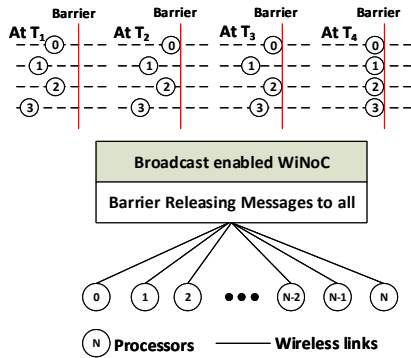 Barrier Barrier Barrier Barrier
At T1 At T2 At T3 At T4
0 0 0 0
1 1 1 1
2 2 2 2
3 3 3 3
Broadcast enabled WiNoC
Barrier Releasing Messages to all
0 1 2 N-2 N-1 N
N Processors Wireless links